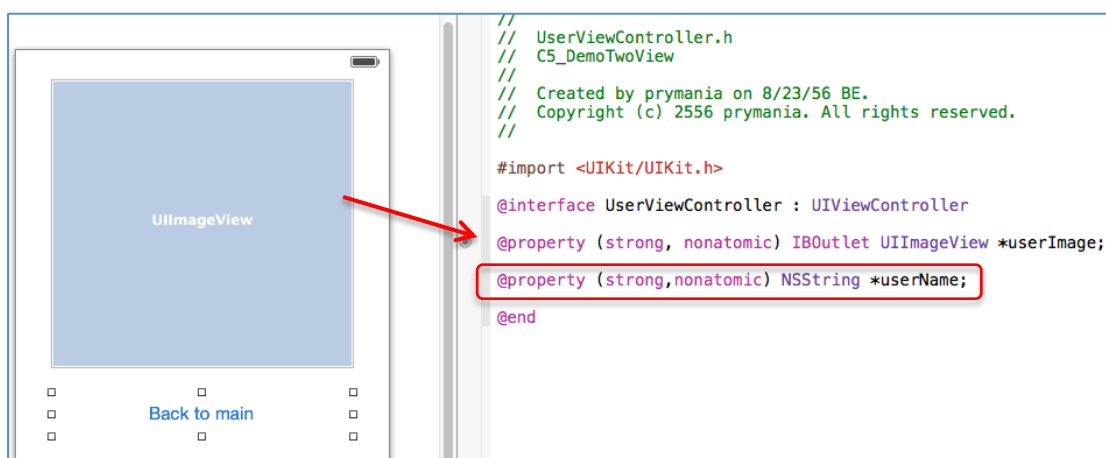 UIImageView
Back to main
//
//  UserViewController.h
//  C5_DemoTwoView
//
//  Created by prymania on 8/23/56 BE.
//  Copyright (c) 2556 prymania. All rights reserved.
//
#import <UIKit/UIKit.h>
@interface UserViewController : UIViewController
@property (strong, nonatomic) IBOutlet UIImageView *userImage;
@property (strong,nonatomic) NSString *userName;
@end